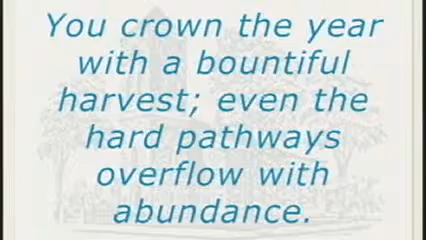 You crown the year
with a bountiful
harvest; even the
hard pathways
overflow with
abundance.